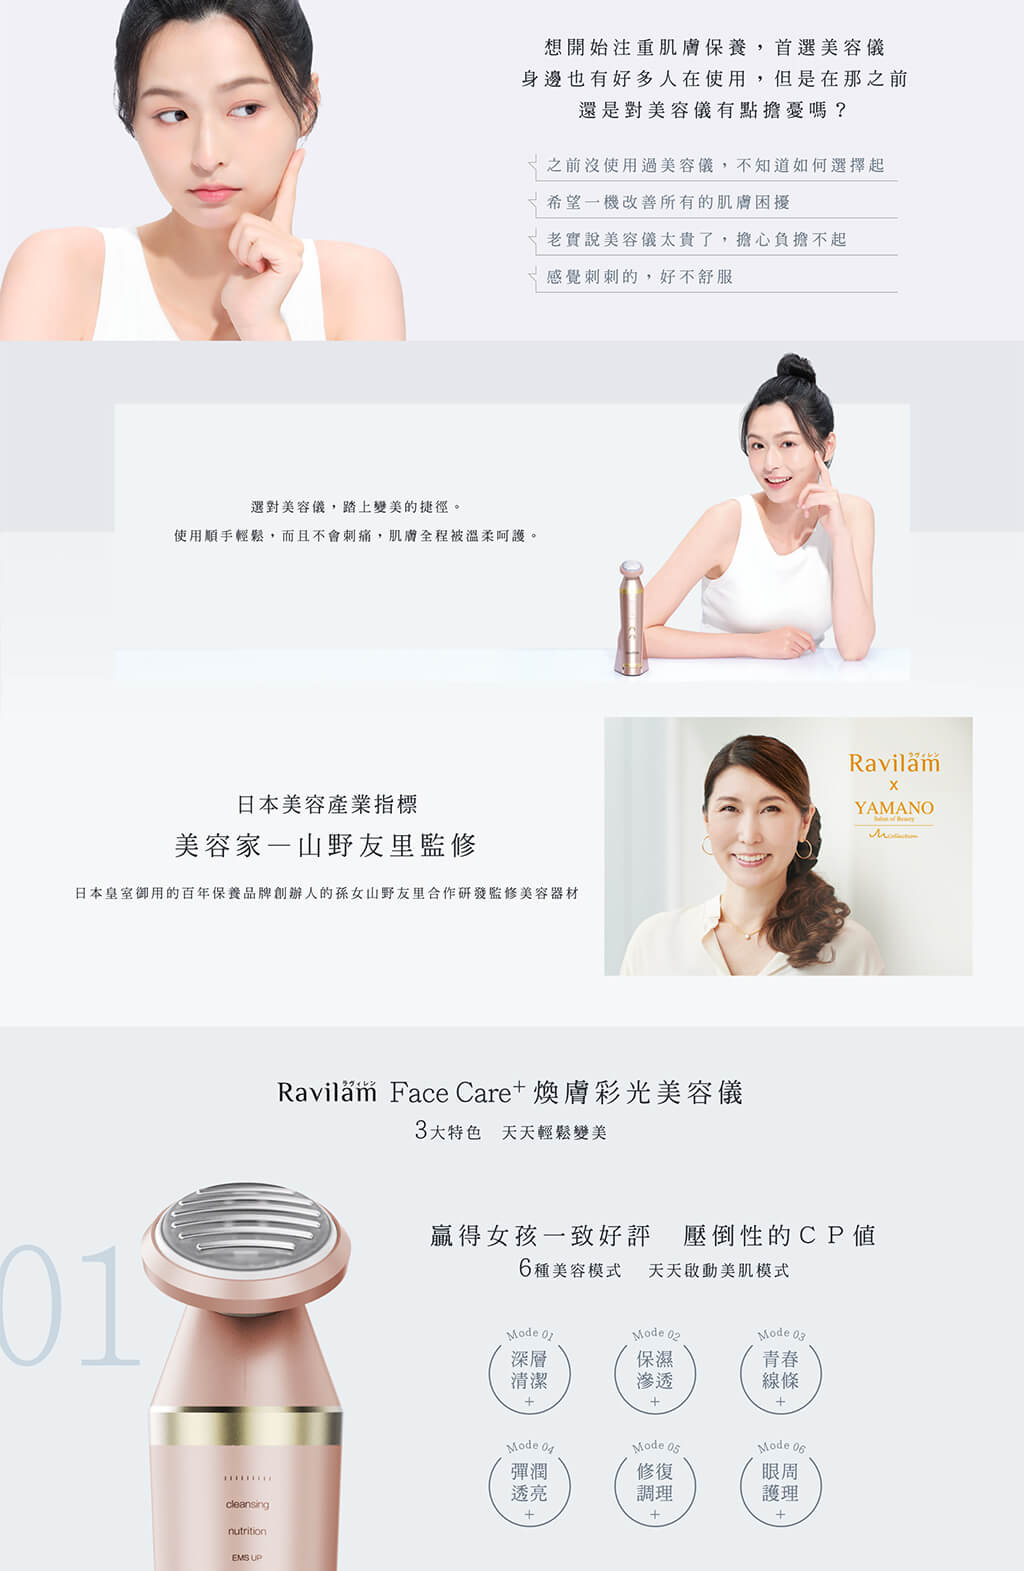 想開始注重肌膚保養，首選美容儀
身邊也有好多人在使用，但是在那之前
還是對美容儀有點擔憂嗎？
之前沒使用過美容儀，不知道如何選擇起
希望一機改善所有的肌膚困擾
老實說美容儀太貴了，擔心負擔不起
感覺刺刺的，好不舒服
選對美容儀，踏上變美的捷徑。
使用順手輕鬆，而且不會刺痛，肌膚全程被溫柔呵護。
ラヴィレン
Ravilam
x
YAMANO
Salon of Beauty
M collection
日本美容產業指標
美容家—山野友里監修
日本皇室御用的百年保養品牌創辦人的孫女山野友里合作研發監修美容器材
ラヴィレン
Ravilam Face Care+ 煥膚彩光美容儀
3大特色 天天輕鬆變美
01
贏得女孩一致好評 壓倒性的ＣＰ值
6種美容模式 天天啟動美肌模式
Mode 01
深層
清潔
+
Mode 02
保濕
滲透
+
Mode 03
青春
線條
+
Mode 04
彈潤
透亮
+
Mode 05
修復
調理
+
Mode 06
眼周
護理
+
cleansing
nutrition
EMS UP